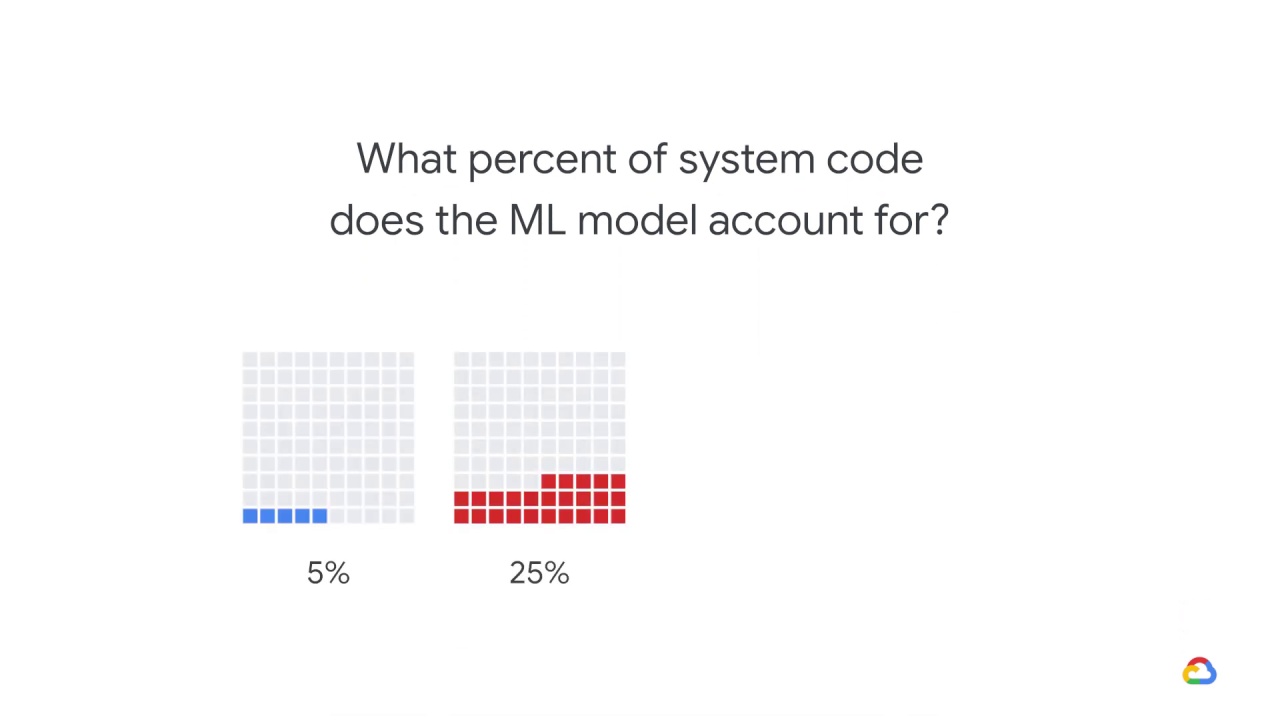 What percent of system code
does the ML model account for?
5%
25%